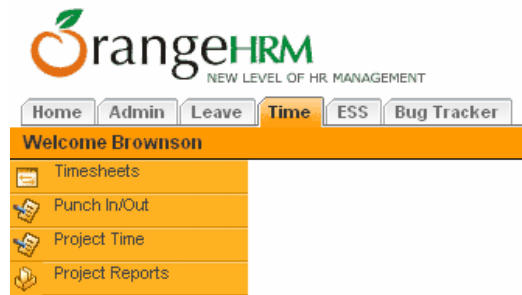 OrangeHRM
NEW LEVEL OF HR MANAGEMENT
Home Admin Leave Time ESS Bug Tracker
Welcome Brownson
Timesheets
Punch In/Out
Project Time
Project Reports